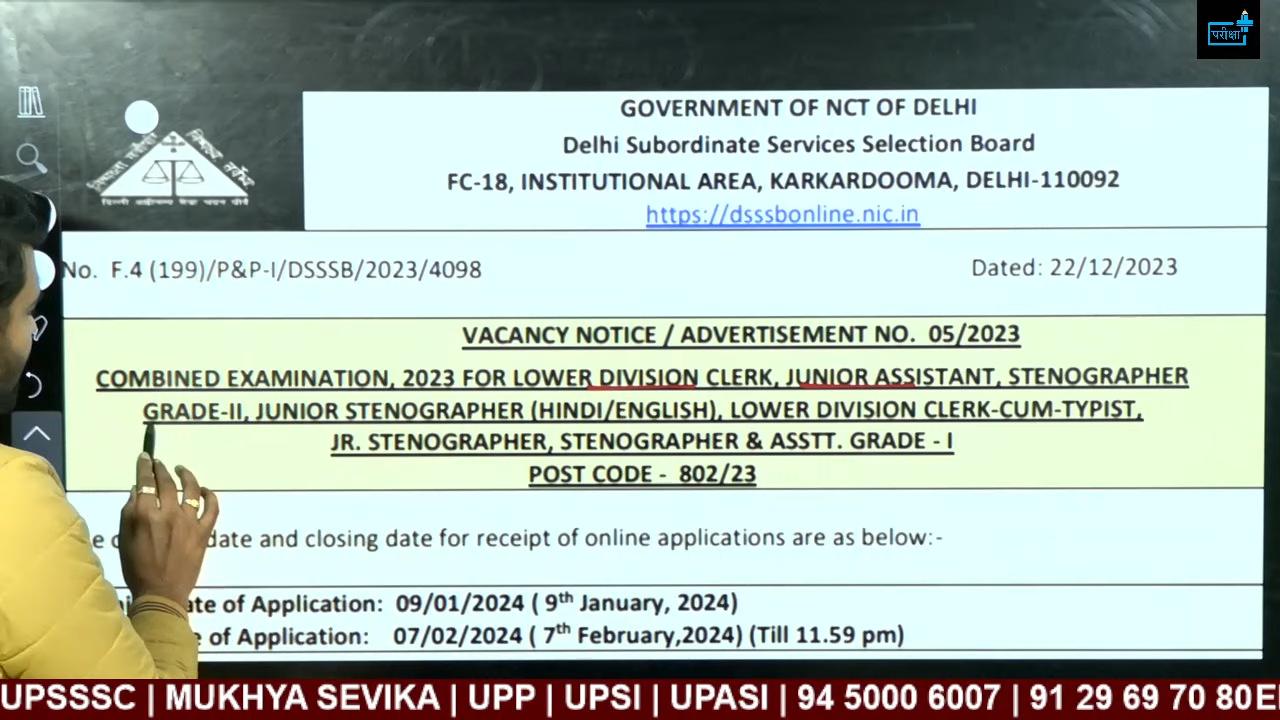 परीक्षा
GOVERNMENT OF NCT OF DELHI
Delhi Subordinate Services Selection Board
FC-18, INSTITUTIONAL AREA, KARKARDOOMA, DELHI-110092
https://dsssbonline.nic.in
No. F.4 (199)/P&P-I/DSSSB/2023/4098 Dated: 22/12/2023
VACANCY NOTICE / ADVERTISEMENT NO. 05/2023
COMBINED EXAMINATION, 2023 FOR LOWER DIVISION CLERK, JUNIOR ASSISTANT, STENOGRAPHER
GRADE-II, JUNIOR STENOGRAPHER (HINDI/ENGLISH), LOWER DIVISION CLERK-CUM-TYPIST,
JR. STENOGRAPHER, STENOGRAPHER & ASSTT. GRADE - I
POST CODE - 802/23
date and closing date for receipt of online applications are as below:-
of Application: 09/01/2024 ( 9th January, 2024)
of Application: 07/02/2024 ( 7th February,2024) (Till 11.59 pm)
UPSSSC | MUKHYA SEVIKA | UPP | UPSI | UPASI | 94 5000 6007 | 91 29 69 70 80